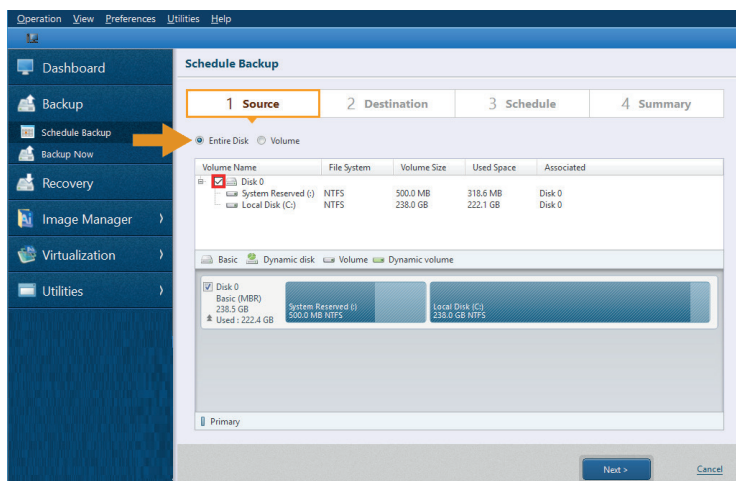 Operation View Preferences Utilities Help
Dashboard
Backup
Schedule Backup
Backup Now
Recovery
Image Manager
Virtualization
Utilities
Schedule Backup
1 Source 2 Destination 3 Schedule 4 Summary
Entire Disk Volume
Volume Name File System Volume Size Used Space Associated
Disk 0
System Reserved (:) NTFS 500.0 MB 318.6 MB Disk 0
Local Disk (C:) NTFS 238.0 GB 222.1 GB Disk 0
Basic Dynamic disk Volume Dynamic volume
Disk 0
Basic (MBR)
238.5 GB
Used : 222.4 GB
System Reserved (:)
500.0 MB NTFS
Local Disk (C:)
238.0 GB NTFS
Primary
Next > Cancel